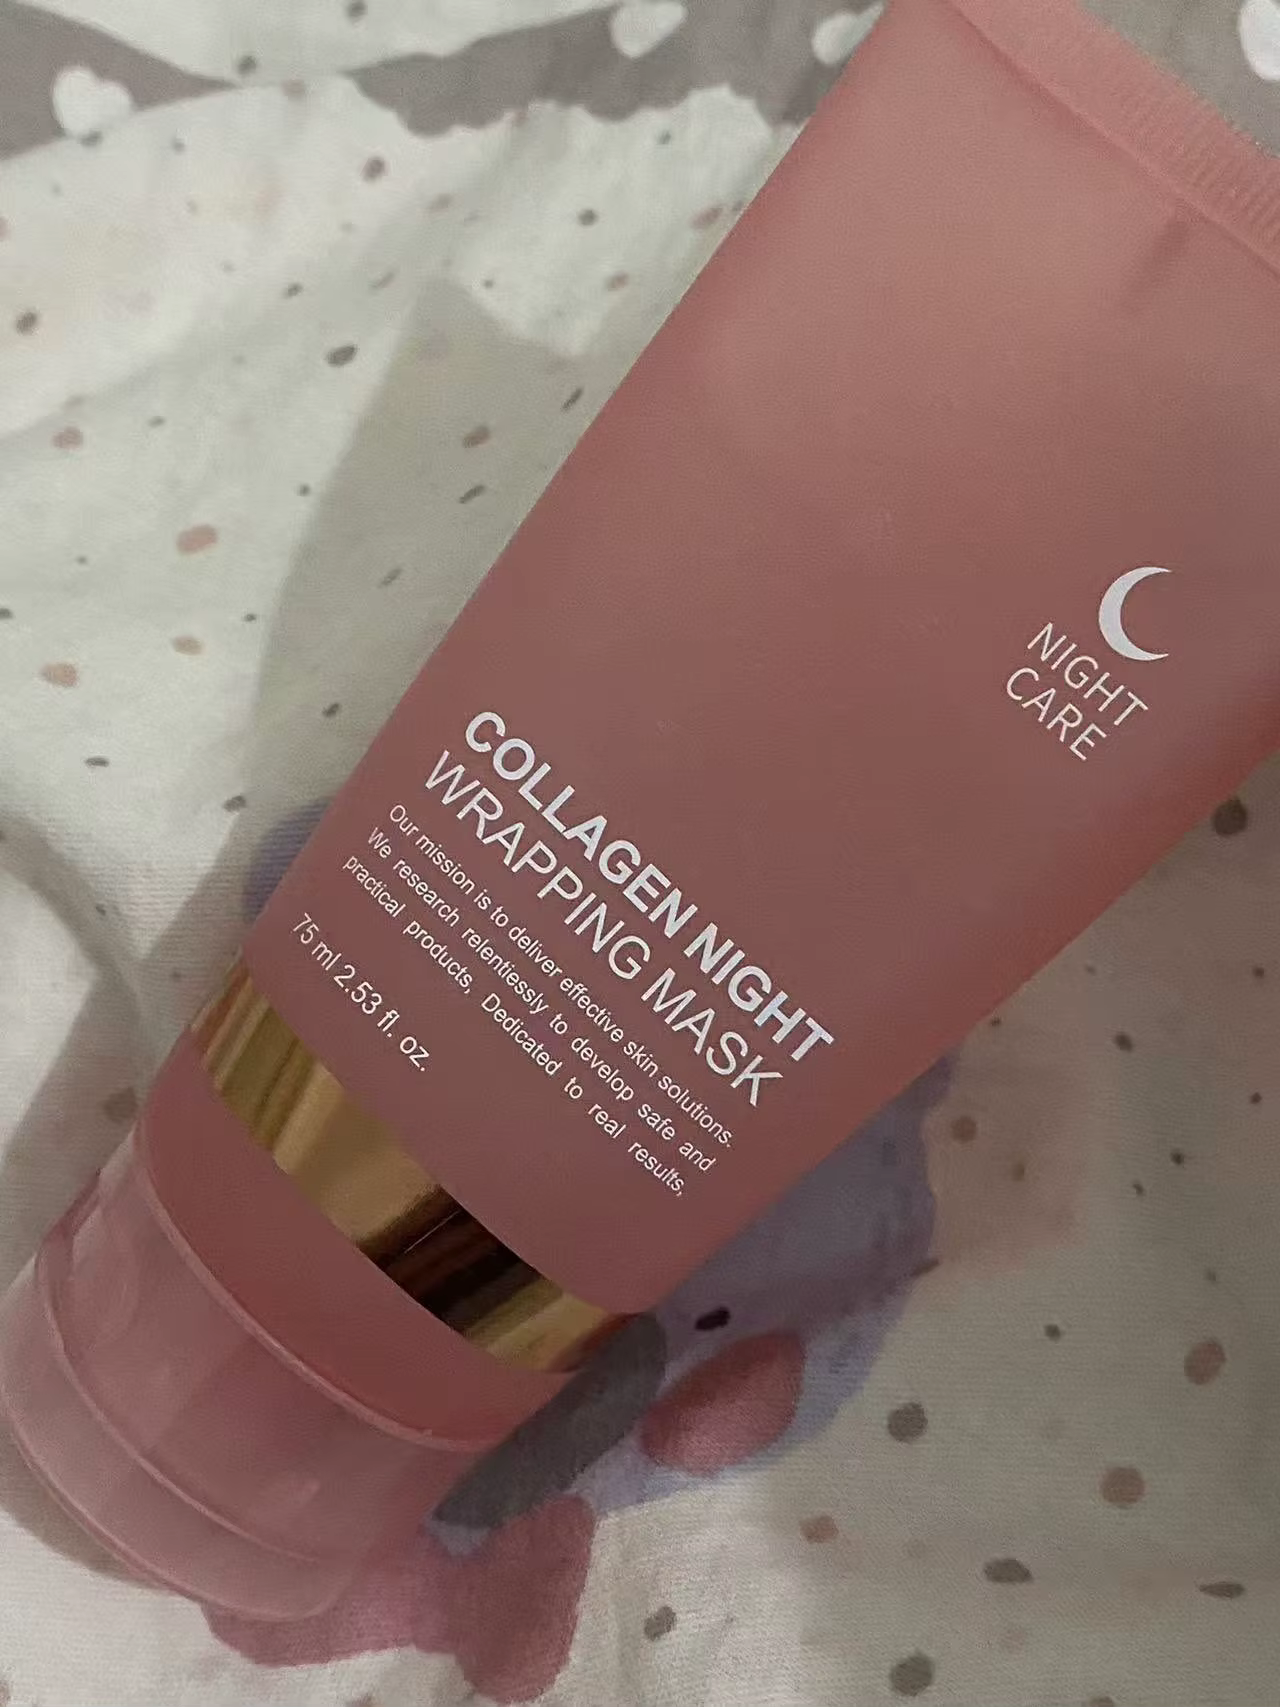 NIGHT
CARE
COLLAGEN NIGHT
WRAPPING MASK
Our mission is to deliver effective skin solutions.
We research relentiessly to develop safe and
practical products, Dedicated to real results,
75 ml 2.53 fl. oz.